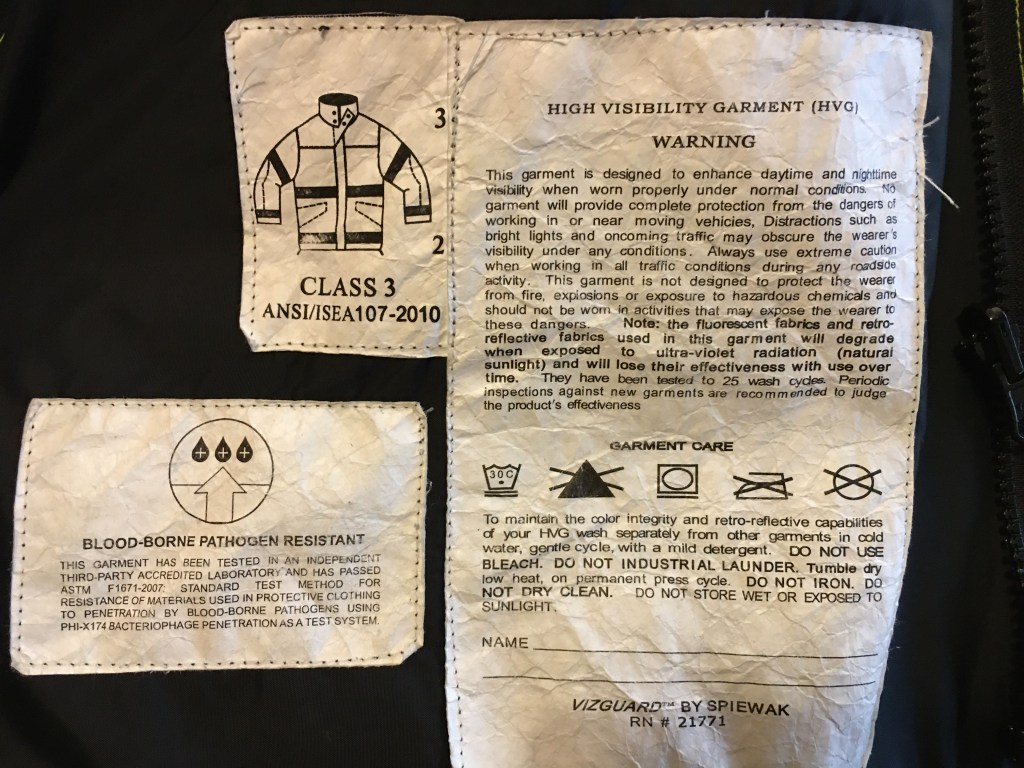 3
2
CLASS 3
ANSI/ISEA107-2010
HIGH VISIBILITY GARMENT (HVG)
WARNING
This garment is designed to enhance daytime and nighttime
visibility when worn properly under normal conditions. No
garment will provide complete protection from the dangers of
working in or near moving vehicies, Distractions such as
bright lights and oncoming traffic may obscure the wearer's
visibility under any conditions. Always use extreme caution
when working in all traffic conditions during any roadside
activity. This garment is not designed to protect the wearer
from fire, explosions or exposure to hazardous chemicals and
should not be worn in activities that may expose the wearer to
these dangers. Note: the fluorescent fabrics and retro-
reflective fabrics used in this garment will degrade
when exposed to ultra-violet radiation (natural
sunlight) and will lose their effectiveness with use over
time. They have been tested to 25 wash cycles. Periodic
inspections against new garments are recommended to judge
the product's effectiveness
GARMENT CARE
30C
To maintain the color integrity and retro-reflective capabilities
of your HVG wash separately from other garments in cold
water, gentle cycle, with a mild detergent. DO NOT USE
BLEACH. DO NOT INDUSTRIAL LAUNDER. Tumble dry
low heat, on permanent press cycle. DO NOT IRON. DO
NOT DRY CLEAN. DO NOT STORE WET OR EXPOSED TO
SUNLIGHT.
NAME
VIZGUARD™ BY SPIEWAK
RN # 21771
BLOOD-BORNE PATHOGEN RESISTANT
THIS GARMENT HAS BEEN TESTED IN AN INDEPENDENT
THIRD-PARTY ACCREDITED LABORATORY AND HAS PASSED
ASTM F1671-2007: STANDARD TEST METHOD FOR
RESISTANCE OF MATERIALS USED IN PROTECTIVE CLOTHING
TO PENETRATION BY BLOOD-BORNE PATHOGENS USING
PHI-X174 BACTERIOPHAGE PENETRATION AS A TEST SYSTEM.